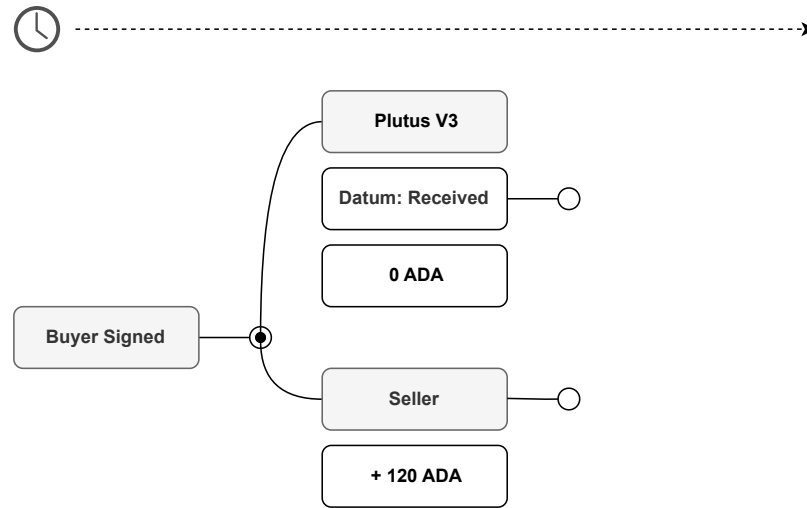 Plutus V3
Datum: Received
0 ADA
Buyer Signed
Seller
+ 120 ADA